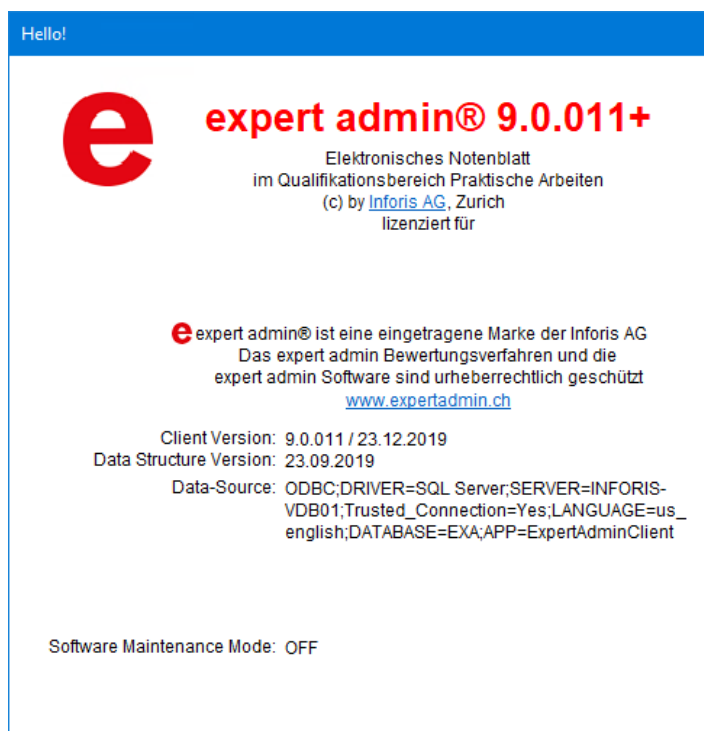 Hello!
e expert admin® 9.0.011+
Elektronisches Notenblatt
im Qualifikationsbereich Praktische Arbeiten
(c) by Inforis AG, Zurich
lizenziert für
e expert admin® ist eine eingetragene Marke der Inforis AG
Das expert admin Bewertungsverfahren und die
expert admin Software sind urheberrechtlich geschützt
www.expertadmin.ch
Client Version: 9.0.011 / 23.12.2019
Data Structure Version: 23.09.2019
Data-Source: ODBC;DRIVER=SQL Server;SERVER=INFORIS-
VDB01;Trusted_Connection=Yes;LANGUAGE=us_
english;DATABASE=EXA;APP=ExpertAdminClient
Software Maintenance Mode: OFF